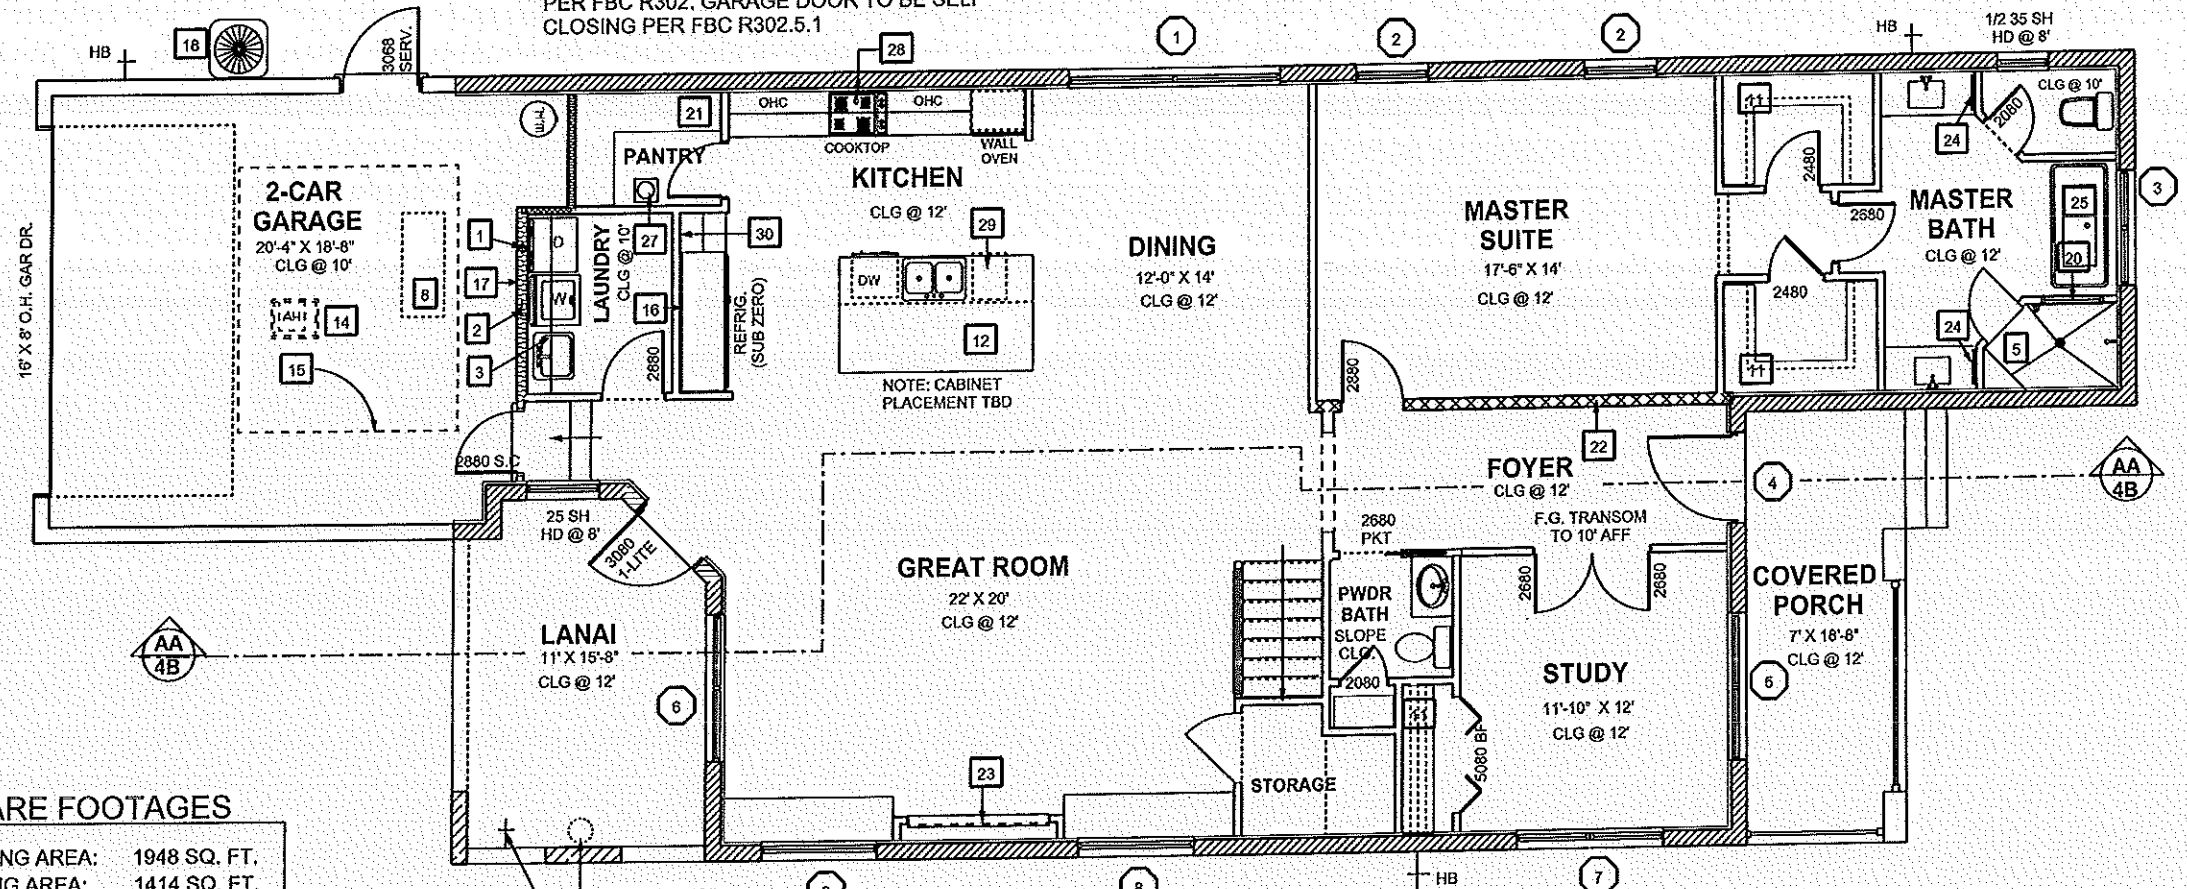 PER FBC R302, GARAGE DOOR TO BE SELF
CLOSING PER FBC R302.5.1
HB
18
3068
SERV.
28
1
2
2
HB
1/2 35 SH
HD @ 8'
16' X 8' O.H. GAR DR.
2-CAR
GARAGE
20'-4" X 18'-8"
CLG @ 10'
8
AH
14
15
1
17
2
3
21
PANTRY
27
D
W
LAUNDRY
CLG @ 10'
16
2880
30
REFRIG.
(SUB ZERO)
OHC
OHC
COOKTOP
WALL
OVEN
KITCHEN
CLG @ 12'
29
DW
12
NOTE: CABINET
PLACEMENT TBD
DINING
12'-0" X 14'
CLG @ 12'
MASTER
SUITE
17'-6" X 14'
CLG @ 12'
2880
22
11
2480
2680
2480
11
24
2080
CLG @ 10'
MASTER
BATH
CLG @ 12'
25
20
3
24
5
2880 S.C
25 SH
HD @ 8'
3080
1-LITE
FOYER
CLG @ 12'
4
AA
4B
F.G. TRANSOM
TO 10' AFF
2680
PKT
2680
2680
GREAT ROOM
22' X 20'
CLG @ 12'
PWDR
BATH
SLOPE
CLG.
2080
COVERED
PORCH
7' X 18'-8"
CLG @ 12'
AA
4B
LANAI
11' X 15'-8"
CLG @ 12'
6
STUDY
11'-10" X 12'
CLG @ 12'
11
5080 BF
STORAGE
23
HB
8
7
1948 SQ. FT.
1414 SQ. FT.